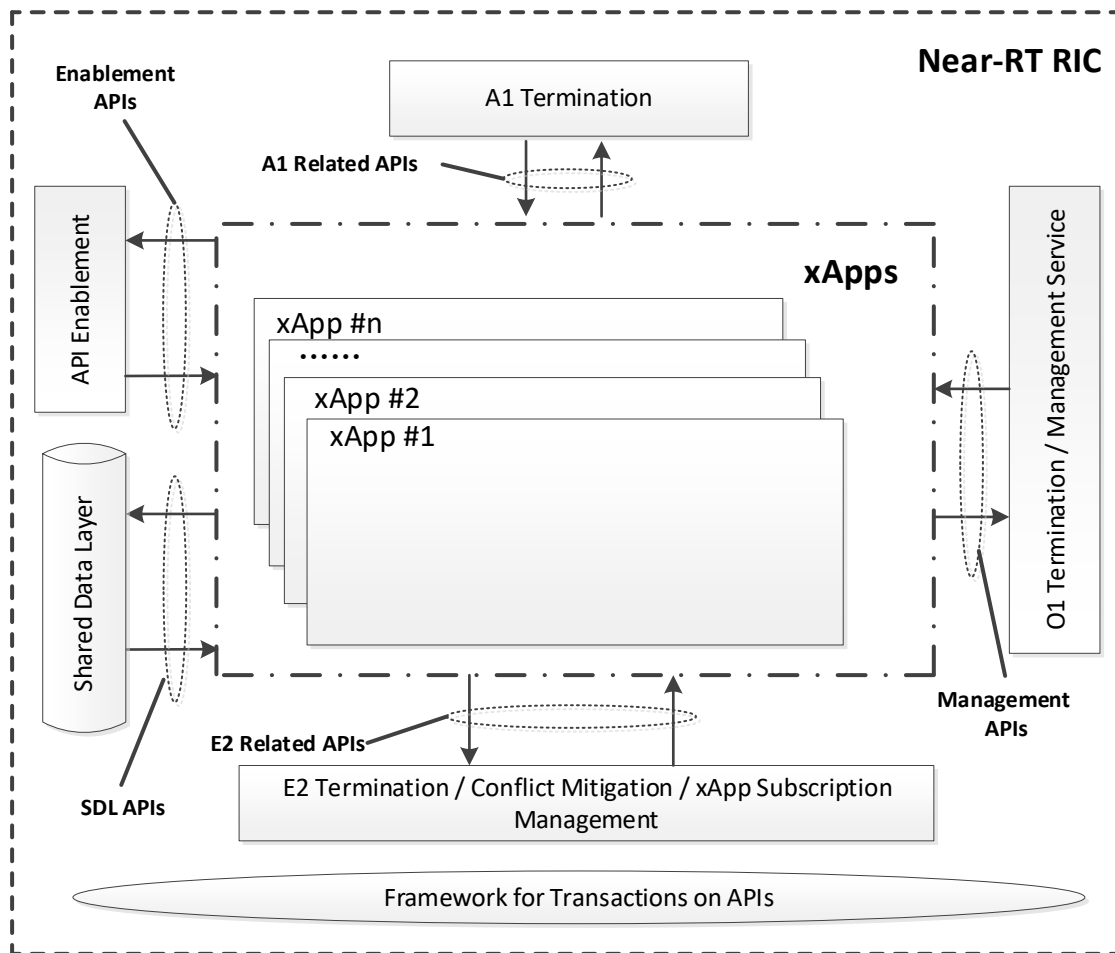 Near-RT RIC
Enablement
APIs
A1 Termination
A1 Related APIs
API Enablement
xApps
O1 Termination / Management Service
xApp #n
......
xApp #2
xApp #1
Shared Data Layer
Management
APIs
E2 Related APIs
SDL APIs
E2 Termination / Conflict Mitigation / xApp Subscription
Management
Framework for Transactions on APIs